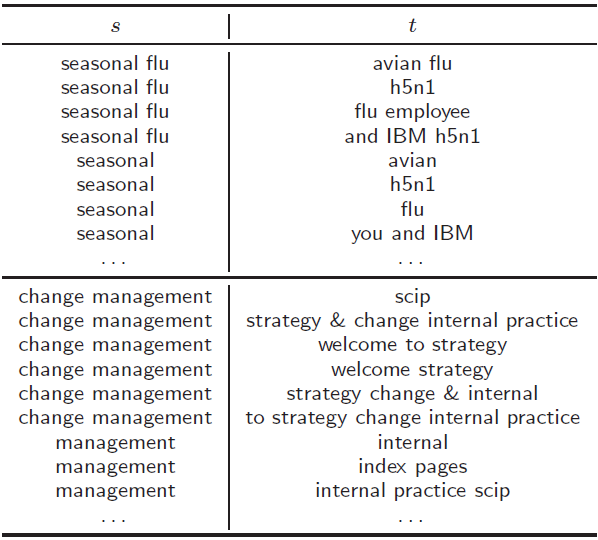 s t
seasonal flu avian flu
seasonal flu h5n1
seasonal flu flu employee
seasonal flu and IBM h5n1
seasonal avian
seasonal h5n1
seasonal flu
seasonal you and IBM
... ...
change management scip
change management strategy & change internal practice
change management welcome to strategy
change management welcome strategy
change management strategy change & internal
change management to strategy change internal practice
management internal
management index pages
management internal practice scip
... ...